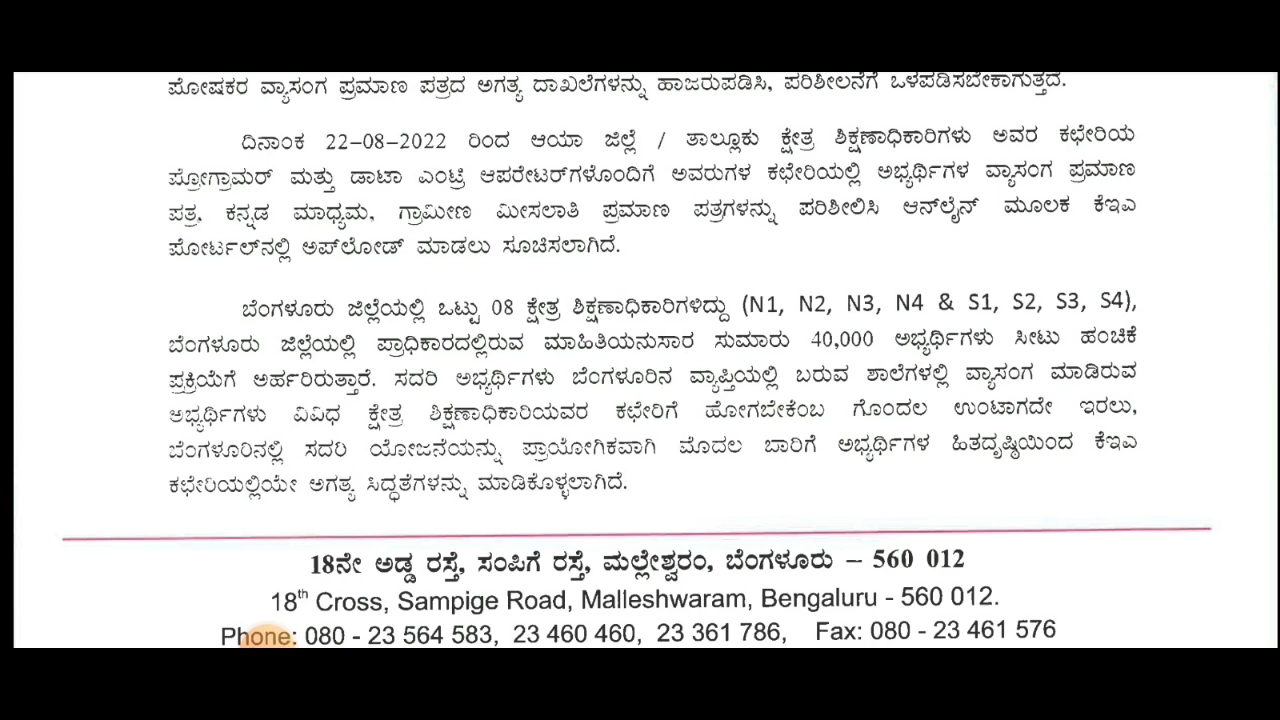 ಪೋಷಕರ ವ್ಯಾಸಂಗ ಪ್ರಮಾಣ ಪತ್ರದ ಅಗತ್ಯ ದಾಖಲೆಗಳನ್ನು ಹಾಜರುಪಡಿಸಿ, ಪರಿಶೀಲನೆಗೆ ಒಳಪಡಿಸಬೇಕಾಗುತ್ತದೆ.
ದಿನಾಂಕ 22–08–2022 ರಿಂದ ಆಯಾ ಜಿಲ್ಲೆ / ತಾಲ್ಲೂಕು ಕ್ಷೇತ್ರ ಶಿಕ್ಷಣಾಧಿಕಾರಿಗಳು ಅವರ ಕಛೇರಿಯ
ಪ್ರೋಗ್ರಾಮರ್ ಮತ್ತು ಡಾಟಾ ಎಂಟ್ರಿ ಆಪರೇಟರ್‌ಗಳೊಂದಿಗೆ ಅವರುಗಳ ಕಛೇರಿಯಲ್ಲಿ ಅಭ್ಯರ್ಥಿಗಳ ವ್ಯಾಸಂಗ ಪ್ರಮಾಣ
ಪತ್ರ, ಕನ್ನಡ ಮಾಧ್ಯಮ, ಗ್ರಾಮೀಣ ಮೀಸಲಾತಿ ಪ್ರಮಾಣ ಪತ್ರಗಳನ್ನು ಪರಿಶೀಲಿಸಿ ಆನ್‌ಲೈನ್ ಮೂಲಕ ಕೆಇಎ
ಪೋರ್ಟಲ್‌ನಲ್ಲಿ ಅಪ್‌ಲೋಡ್ ಮಾಡಲು ಸೂಚಿಸಲಾಗಿದೆ.
ಬೆಂಗಳೂರು ಜಿಲ್ಲೆಯಲ್ಲಿ ಒಟ್ಟು 08 ಕ್ಷೇತ್ರ ಶಿಕ್ಷಣಾಧಿಕಾರಿಗಳಿದ್ದು (N1, N2, N3, N4 & S1, S2, S3, S4),
ಬೆಂಗಳೂರು ಜಿಲ್ಲೆಯಲ್ಲಿ ಪ್ರಾಧಿಕಾರದಲ್ಲಿರುವ ಮಾಹಿತಿಯನುಸಾರ ಸುಮಾರು 40,000 ಅಭ್ಯರ್ಥಿಗಳು ಸೀಟು ಹಂಚಿಕೆ
ಪ್ರಕ್ರಿಯೆಗೆ ಅರ್ಹರಿರುತ್ತಾರೆ. ಸದರಿ ಅಭ್ಯರ್ಥಿಗಳು ಬೆಂಗಳೂರಿನ ವ್ಯಾಪ್ತಿಯಲ್ಲಿ ಬರುವ ಶಾಲೆಗಳಲ್ಲಿ ವ್ಯಾಸಂಗ ಮಾಡಿರುವ
ಅಭ್ಯರ್ಥಿಗಳು ವಿವಿಧ ಕ್ಷೇತ್ರ ಶಿಕ್ಷಣಾಧಿಕಾರಿಯವರ ಕಛೇರಿಗೆ ಹೋಗಬೇಕೆಂಬ ಗೊಂದಲ ಉಂಟಾಗದೇ ಇರಲು,
ಬೆಂಗಳೂರಿನಲ್ಲಿ ಸದರಿ ಯೋಜನೆಯನ್ನು ಪ್ರಾಯೋಗಿಕವಾಗಿ ಮೊದಲ ಬಾರಿಗೆ ಅಭ್ಯರ್ಥಿಗಳ ಹಿತದೃಷ್ಠಿಯಿಂದ ಕೆಇಎ
ಕಛೇರಿಯಲ್ಲಿಯೇ ಅಗತ್ಯ ಸಿದ್ಧತೆಗಳನ್ನು ಮಾಡಿಕೊಳ್ಳಲಾಗಿದೆ.
18ನೇ ಅಡ್ಡ ರಸ್ತೆ, ಸಂಪಿಗೆ ರಸ್ತೆ, ಮಲ್ಲೇಶ್ವರಂ, ಬೆಂಗಳೂರು – 560 012
18th Cross, Sampige Road, Malleshwaram, Bengaluru - 560 012.
Phone: 080 - 23 564 583, 23 460 460, 23 361 786, Fax: 080 - 23 461 576